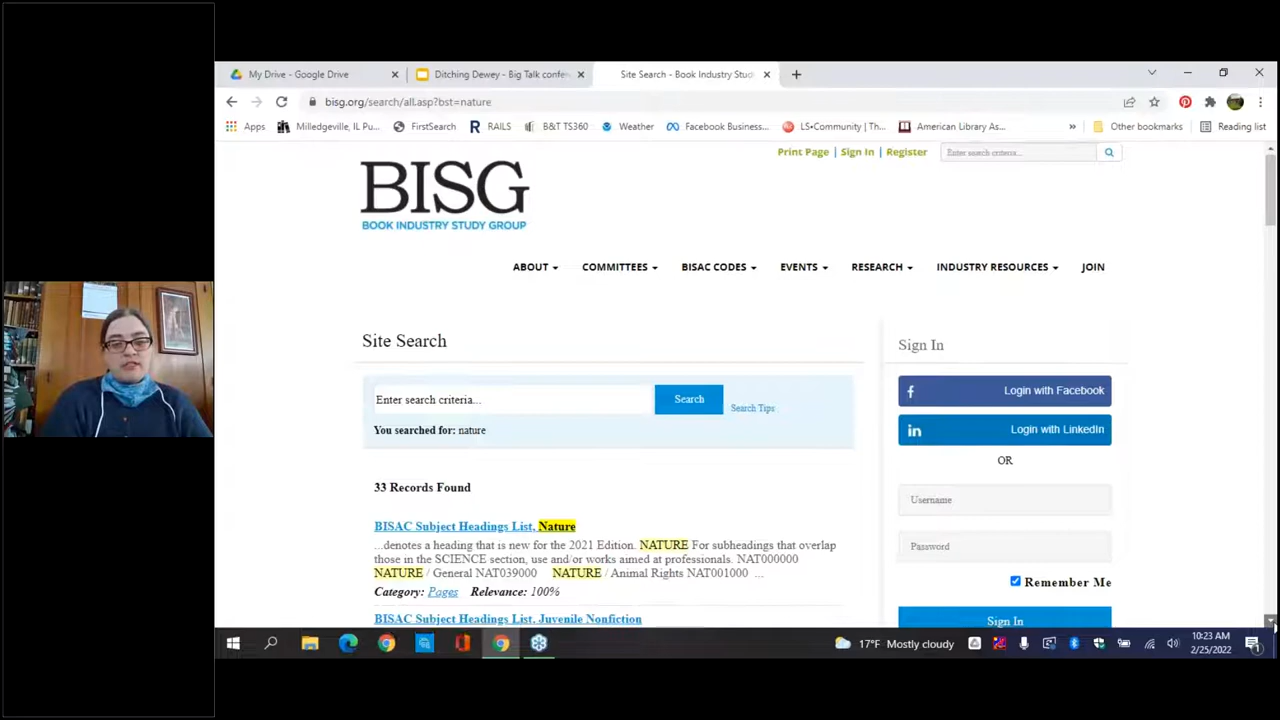 My Drive - Google Drive
Ditching Dewey - Big Talk confe
Site Search - Book Industry Stud
bisg.org/search/all.asp?bst=nature
Apps
Milledgeville, IL Pu...
FirstSearch
RAILS
B&T TS360
Weather
Facebook Business...
LS•Community | Th...
American Library As...
»
Other bookmarks
Reading list
Print Page | Sign In | Register
Enter search criteria...
BISG
BOOK INDUSTRY STUDY GROUP
ABOUT
COMMITTEES
BISAC CODES
EVENTS
RESEARCH
INDUSTRY RESOURCES
JOIN
Site Search
Enter search criteria...
Search
Search Tips
You searched for: nature
33 Records Found
BISAC Subject Headings List, Nature
...denotes a heading that is new for the 2021 Edition. NATURE For subheadings that overlap
those in the SCIENCE section, use and/or works aimed at professionals. NAT000000
NATURE / General NAT039000 NATURE / Animal Rights NAT001000 ...
Category: Pages Relevance: 100%
BISAC Subject Headings List, Juvenile Nonfiction
Sign In
Login with Facebook
Login with LinkedIn
OR
Username
Password
Remember Me
Sign In
17°F Mostly cloudy
10:23 AM
2/25/2022